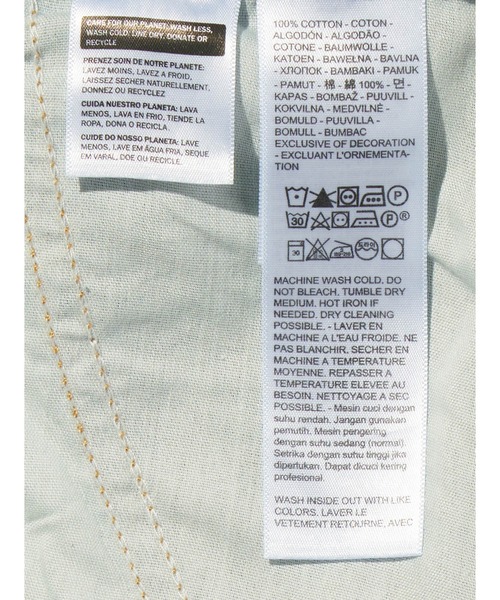 CARE FOR OUR PLANET: WASH LESS,
WASH COLD, LINE DRY, DONATE OR
RECYCLE
PRENEZ SOIN DE NOTRE PLANETE:
LAVEZ MOINS, LAVEZ A FROID,
LAISSEZ SECHER NATURELLEMENT,
DONNEZ OU RECYCLEZ
CUIDA NUESTRO PLANETA: LAVA
MENOS, LAVA EN FRIO, TIENDE LA
ROPA, DONA O RECICLA.
CUIDE DO NOSSO PLANETA: LAVE
MENOS, LAVE EM ÁGUA FRIA, SEQUE
EM VARAL, DOE OU RECICLE.
100% COTTON - COTON -
ALGODÓN - ALGODÃO -
COTONE - BAUMWOLLE -
KATOEN - BAWEŁNA - BAVLNA
- ХЛОПОК - BAMBAKI - PAMUK
- PAMUT - 棉 - 綿 100% - 면 -
KAPAS - BOMBAŽ - PUUVILL -
KOKVILNA - MEDVILNĖ -
BOMULD - PUUVILLA -
BOMULL - BUMBAC
EXCLUSIVE OF DECORATION
- EXCLUANT L'ORNEMENTA-
TION
P
30 P ®
30
MACHINE WASH COLD. DO
NOT BLEACH. TUMBLE DRY
MEDIUM. HOT IRON IF
NEEDED. DRY CLEANING
POSSIBLE. - LAVER EN
MACHINE A L'EAU FROIDE. NE
PAS BLANCHIR. SECHER EN
MACHINE A TEMPERATURE
MOYENNE. REPASSER A
TEMPERATURE ELEVEE AU
BESOIN. NETTOYAGE A SEC
POSSIBLE. - Mesin cuci dengan
suhu rendah. Jangan gunakan
pemutih. Mesin pengering
dengan suhu sedang (normal).
Setrika dengan suhu tinggi jika
diperlukan. Dapat dicuci kering
profesional.
WASH INSIDE OUT WITH LIKE
COLORS. LAVER LE
VETEMENT RETOURNE, AVEC